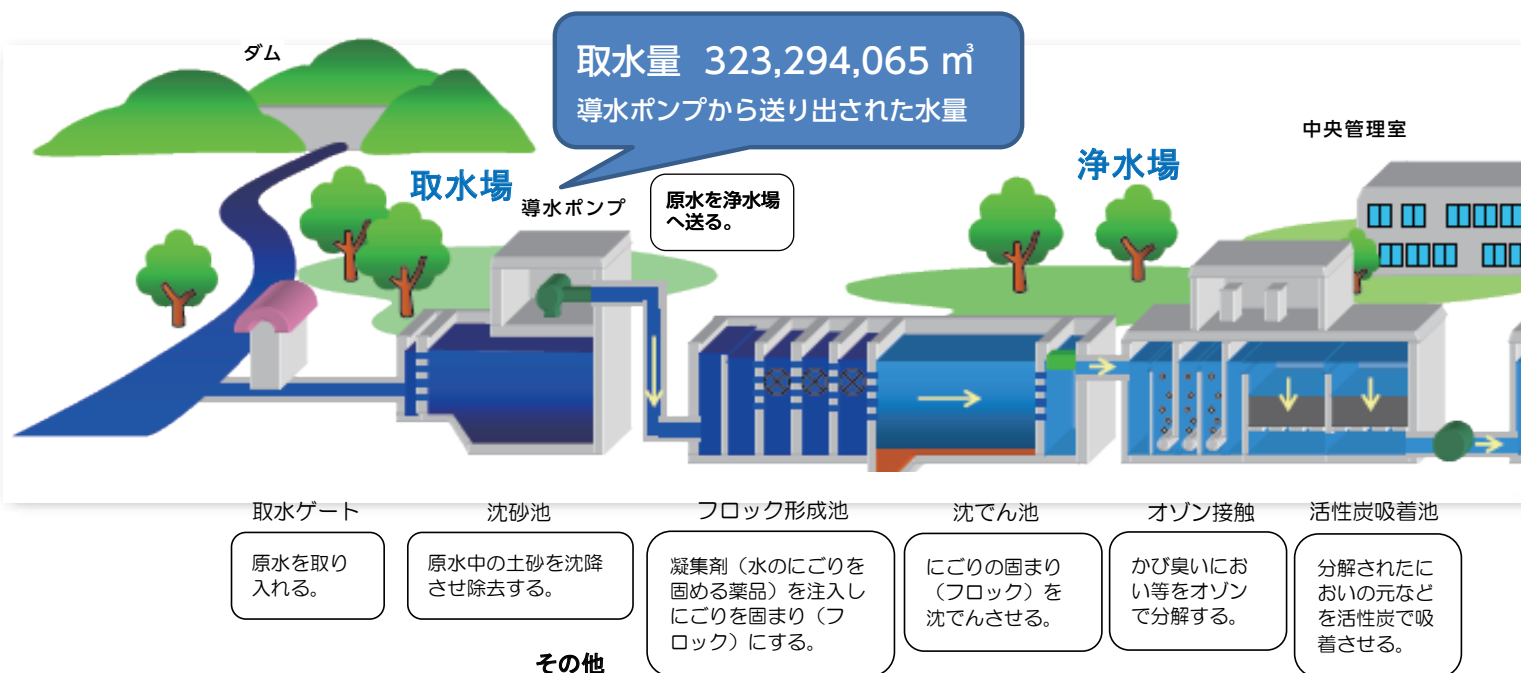 ダム
取水量 323,294,065 ㎥
導水ポンプから送り出された水量
中央管理室
浄水場
取水場
導水ポンプ
原水を浄水場
へ送る。
取水ゲート
原水を取り
入れる。
沈砂池
原水中の土砂を沈降
させ除去する。
フロック形成池
凝集剤（水のにごりを
固める薬品）を注入し
にごりを固まり（フ
ロック）にする。
沈でん池
にごりの固まり
（フロック）を
沈でんさせる。
オゾン接触
かび臭いにお
い等をオゾン
で分解する。
活性炭吸着池
分解されたに
おいの元など
を活性炭で吸
着させる。
その他